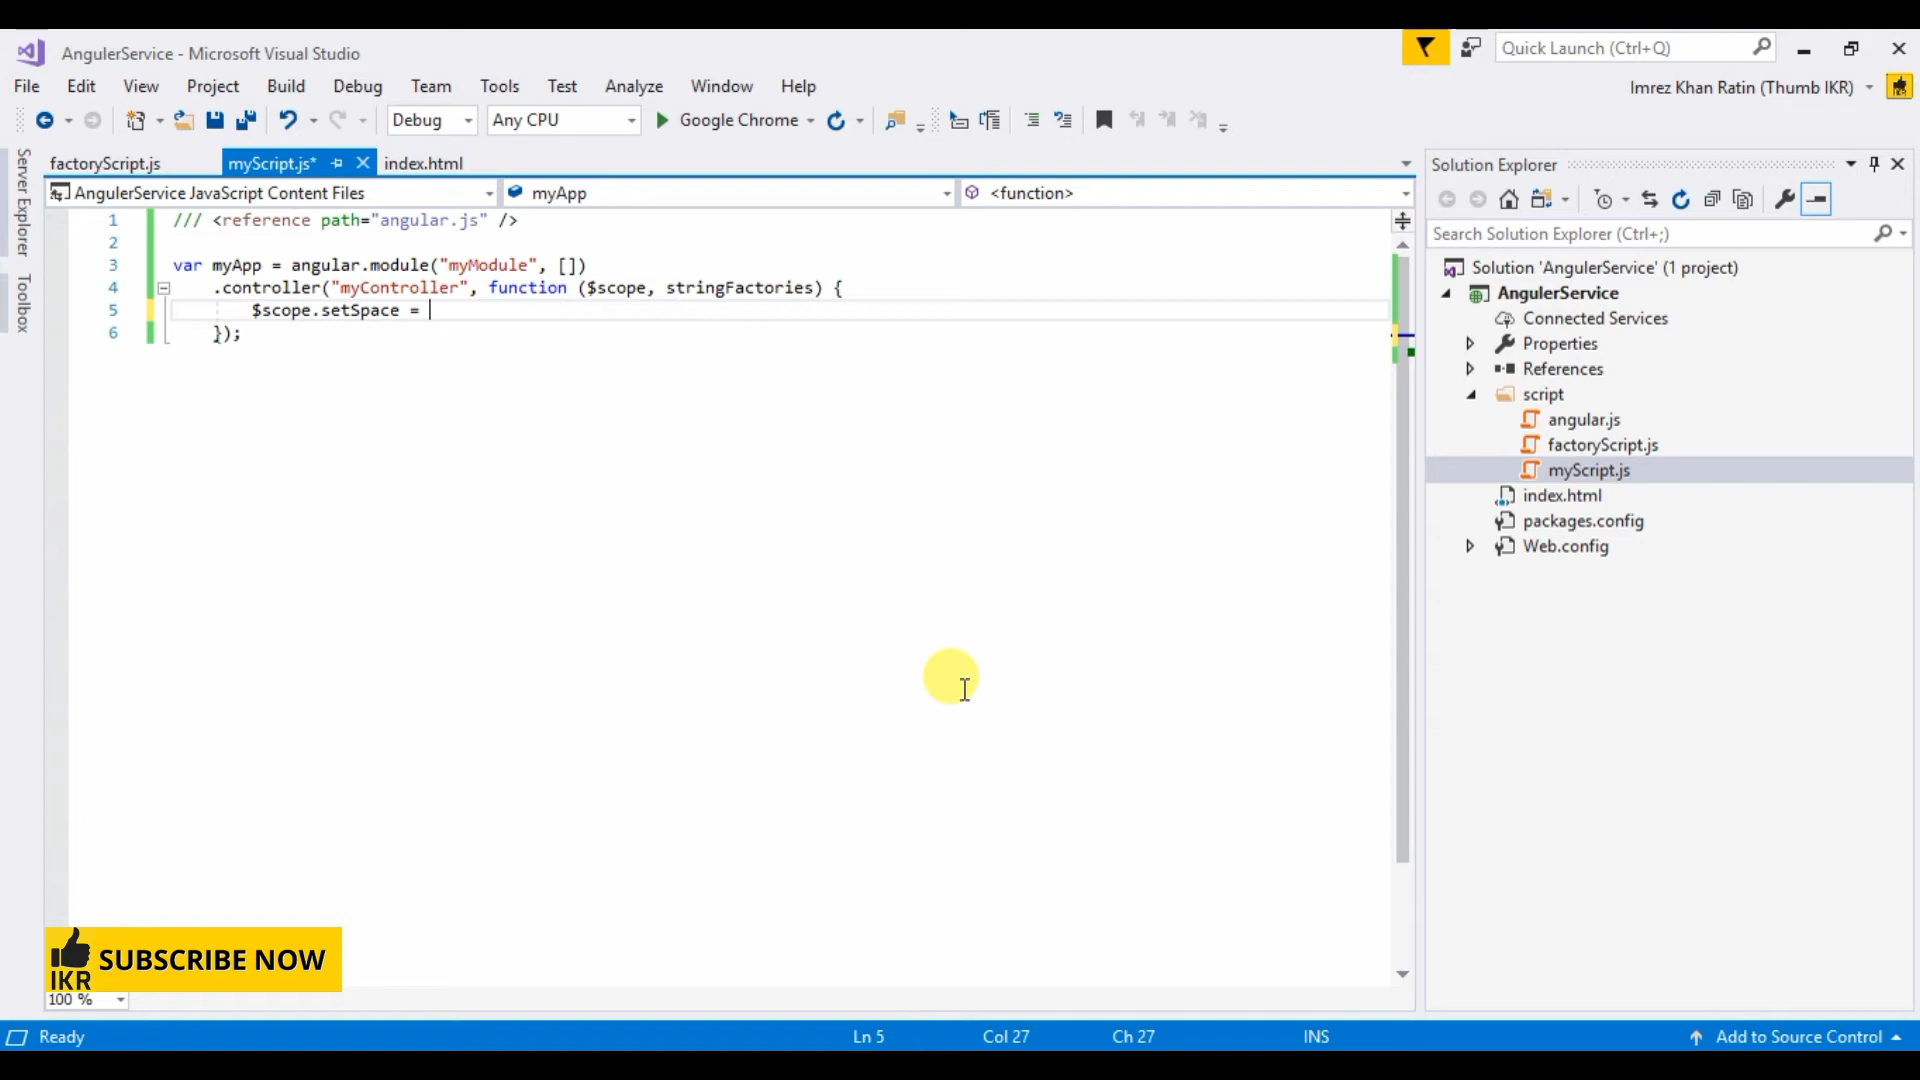 AngulerService - Microsoft Visual Studio
Quick Launch (Ctrl+Q)
File Edit View Project Build Debug Team Tools Test Analyze Window Help
Imrez Khan Ratin (Thumb IKR)
Debug Any CPU Google Chrome
Server Explorer
Toolbox
factoryScript.js myScript.js* index.html
AngulerService JavaScript Content Files myApp <function>
1 /// <reference path="angular.js" />
2
3 var myApp = angular.module("myModule", [])
4 .controller("myController", function ($scope, stringFactories) {
5 $scope.setSpace =
6 });
Solution Explorer
Search Solution Explorer (Ctrl+;)
Solution 'AngulerService' (1 project)
AngulerService
Connected Services
Properties
References
script
angular.js
factoryScript.js
myScript.js
index.html
packages.config
Web.config
IKR SUBSCRIBE NOW
100 %
Ready Ln 5 Col 27 Ch 27 INS Add to Source Control